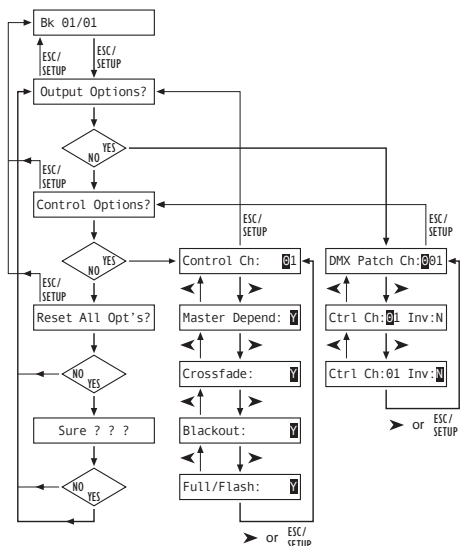 Bk 01/01
ESC/
SETUP
ESC/
SETUP
Output Options?
YES
NO
ESC/
SETUP
ESC/
SETUP
ESC/
SETUP
Control Options?
YES
NO
Control Ch: 01
DMX Patch Ch:001
ESC/
SETUP
Reset All Opt's?
Master Depend: Y
Ctrl Ch:01 Inv:N
NO
YES
Crossfade: Y
Ctrl Ch:01 Inv:N
> or ESC/
SETUP
Sure ? ? ?
Blackout: Y
NO
YES
Full/Flash: Y
> or ESC/
SETUP